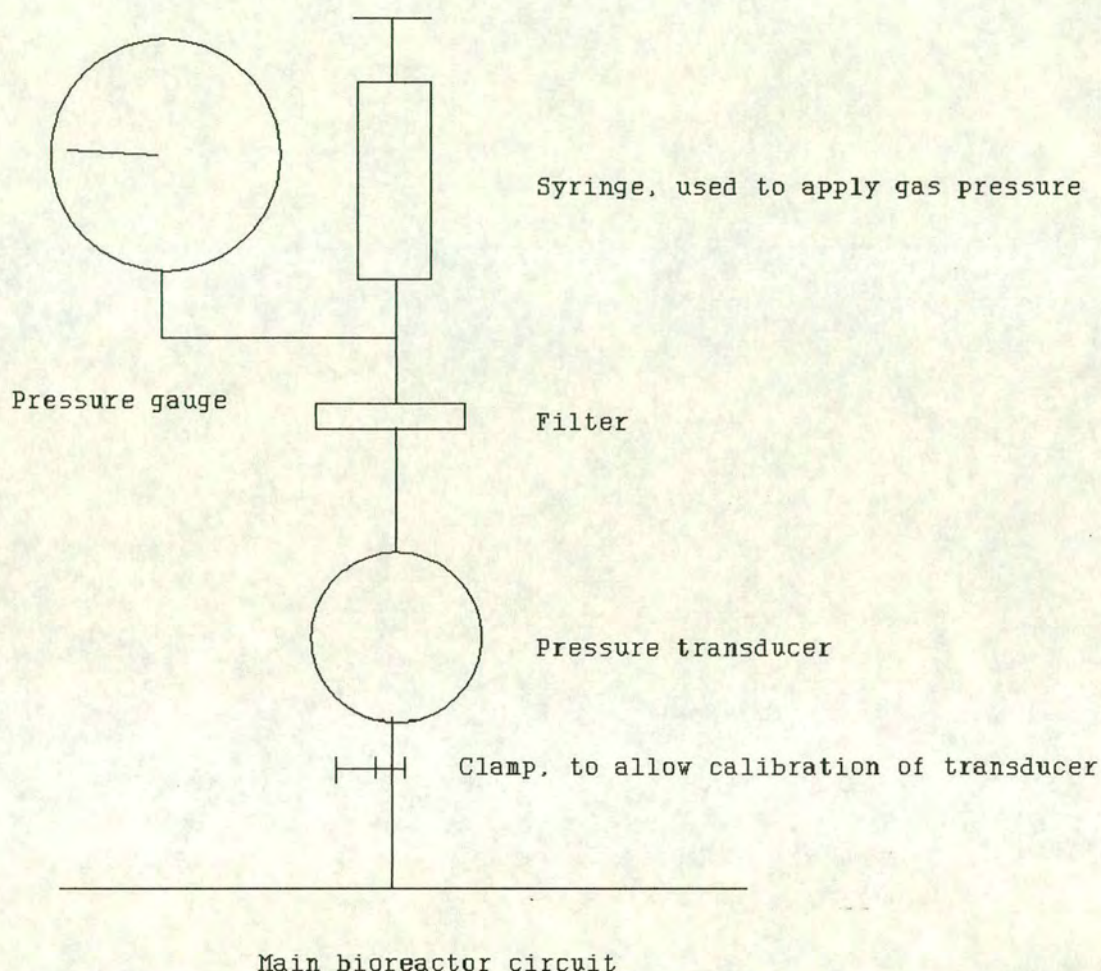 Syringe, used to apply gas pressure
Pressure gauge
Filter
Pressure transducer
Clamp, to allow calibration of transducer
Main bioreactor circuit